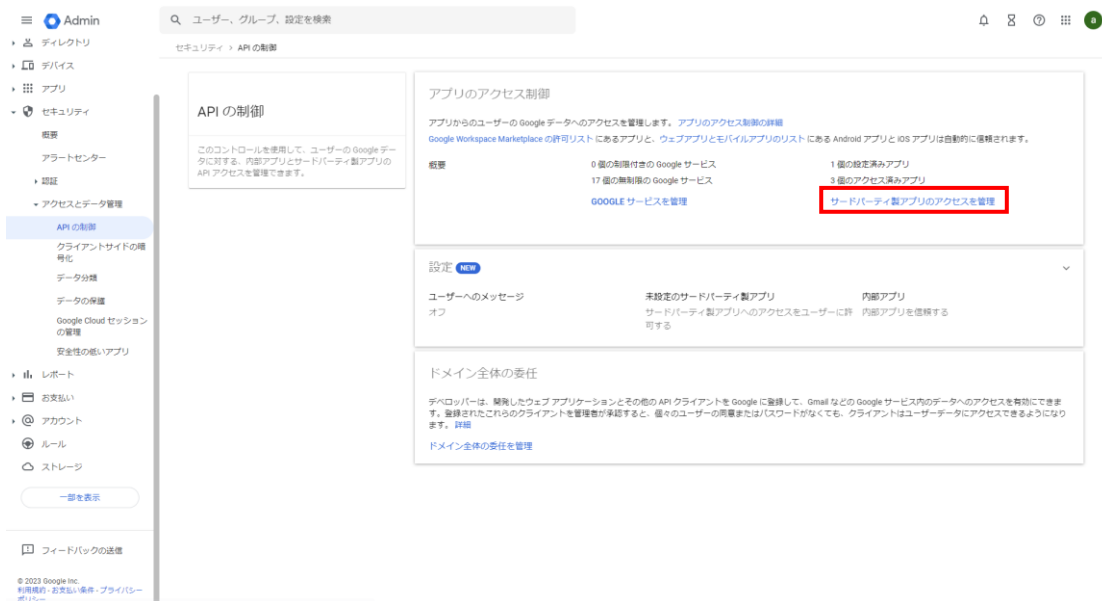 Admin
ユーザー、グループ、設定を検索
a
ディレクトリ
デバイス
アプリ
セキュリティ
概要
アラートセンター
認証
アクセスとデータ管理
API の制御
クライアントサイドの暗
号化
データ分類
データの保護
Google Cloud セッション
の管理
安全性の低いアプリ
レポート
お支払い
アカウント
ルール
ストレージ
一部を表示
フィードバックの送信
© 2023 Google Inc.
利用規約 - お支払い条件 - プライバシー
ポリシー
セキュリティ > API の制御
API の制御
このコントロールを使用して、ユーザーの Google デー
タに対する、内部アプリとサードパーティ製アプリの
API アクセスを管理できます。
アプリのアクセス制御
アプリからのユーザーの Google データへのアクセスを管理します。 アプリのアクセス制御の詳細
Google Workspace Marketplace の許可リスト にあるアプリと、ウェブアプリとモバイルアプリのリスト にある Android アプリと iOS アプリは自動的に信頼されます。
概要
0 個の制限付きの Google サービス
17 個の無制限の Google サービス
GOOGLE サービスを管理
1 個の設定済みアプリ
3 個のアクセス済みアプリ
サードパーティ製アプリのアクセスを管理
設定 NEW
ユーザーへのメッセージ
オフ
未設定のサードパーティ製アプリ
サードパーティ製アプリへのアクセスをユーザーに許
可する
内部アプリ
内部アプリを信頼する
ドメイン全体の委任
デベロッパーは、開発したウェブ アプリケーションとその他の API クライアントを Google に登録して、Gmail などの Google サービス内のデータへのアクセスを有効にできま
す。登録されたこれらのクライアントを管理者が承認すると、個々のユーザーの同意またはパスワードがなくても、クライアントはユーザーデータにアクセスできるようになり
ます。 詳細
ドメイン全体の委任を管理